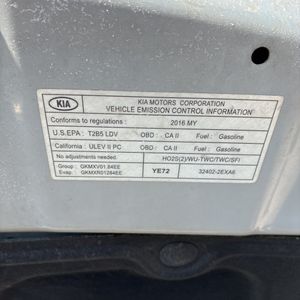 KIA
KIA MOTORS CORPORATION
VEHICLE EMISSION CONTROL INFORMATION
Conforms to regulations : 2016 MY
U.S.EPA : T2B5 LDV OBD : CA II Fuel : Gasoline
California : ULEV II PC OBD : CA II Fuel : Gasoline
No adjustments needed. HO2S(2)/WU-TWC/TWC/SFI
Group : GKMXV01.84EE YE72 32402-2EXA6
Evap. : GKMXR01264EE